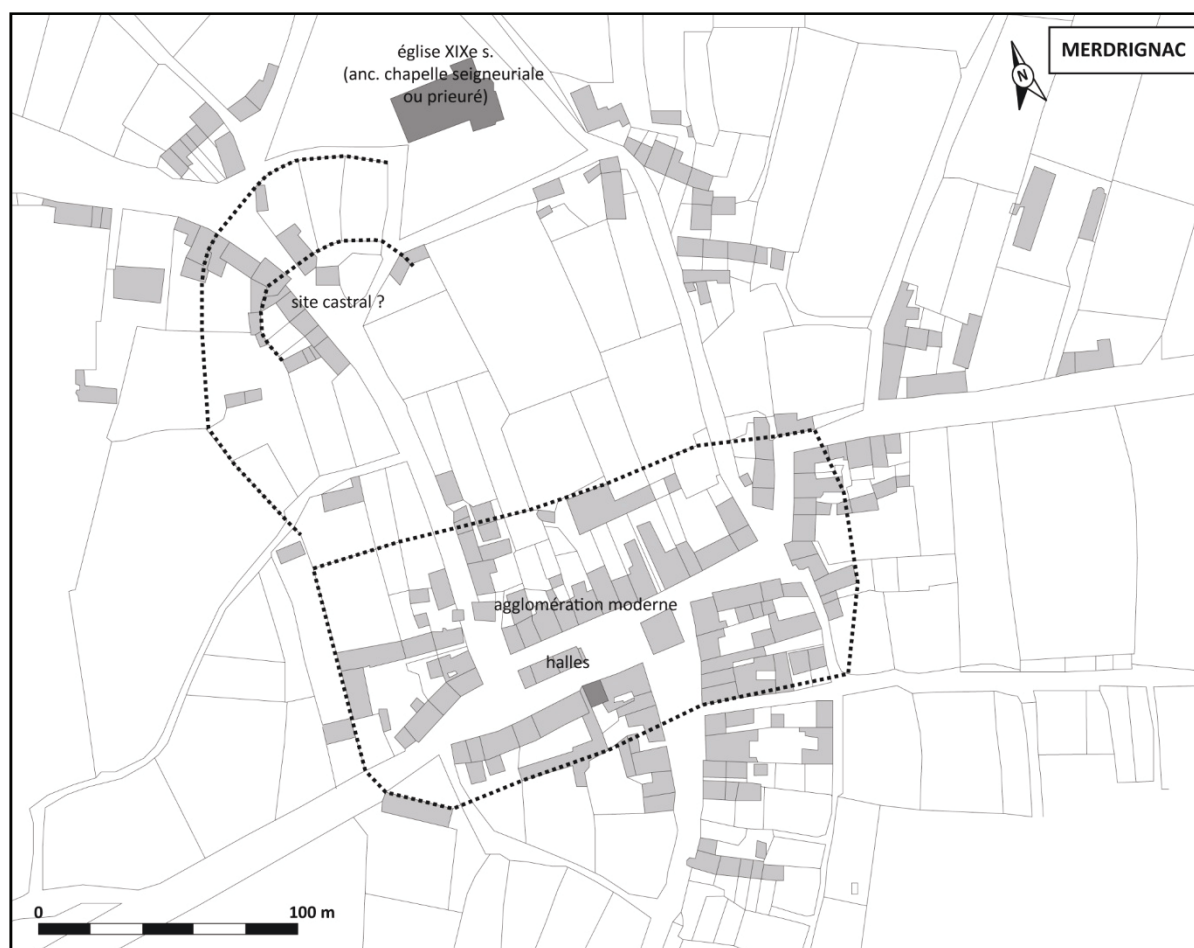 MERDRIGNAC
N
église XIXe s.
(anc. chapelle seigneuriale
ou prieuré)
site castral ?
agglomération moderne
halles
0 100 m